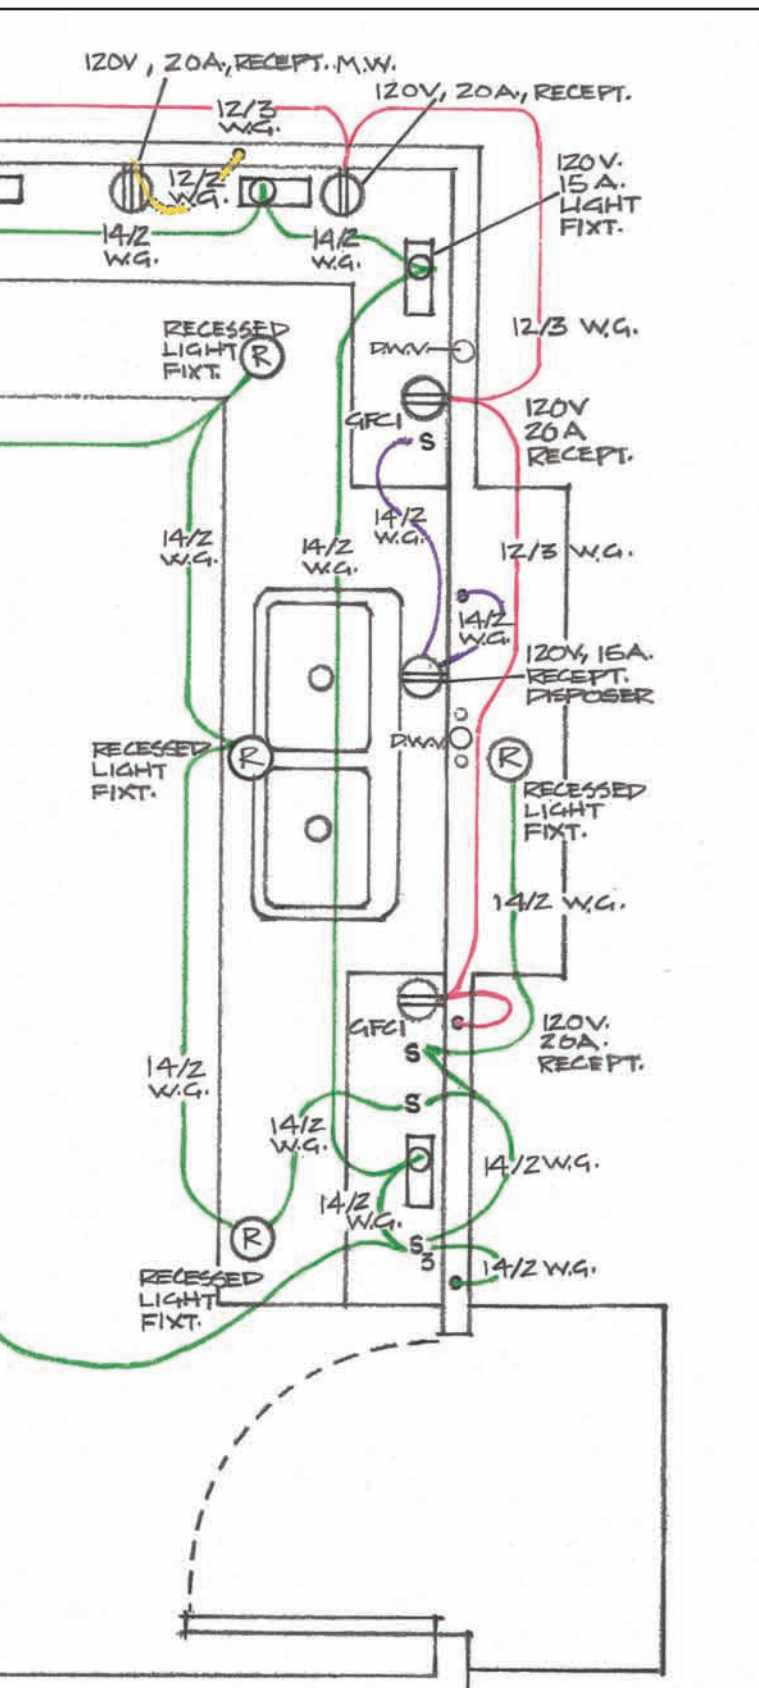 120V, 20A., RECEPT. M.W.
120V, 20A., RECEPT.
12/3
W.G.
12/2
W.G.
120V.
15A.
LIGHT
FIXT.
14/2
W.G.
14/2
W.G.
RECESSED
LIGHT
FIXT.
R
D.W.V
12/3 W.G.
GFCI
S
120V
20A
RECEPT.
14/2
W.G.
14/2
W.G.
14/2
W.G.
12/3 W.G.
14/2
W.G.
120V, 15A.
RECEPT.
DISPOSER
D.W.V
RECESSED
LIGHT
FIXT.
R
R
RECESSED
LIGHT
FIXT.
14/2 W.G.
GFCI
120V.
20A.
RECEPT.
S
14/2
W.G.
S
14/2
W.G.
14/2 W.G.
14/2
W.G.
R
S
3
14/2 W.G.
RECESSED
LIGHT
FIXT.